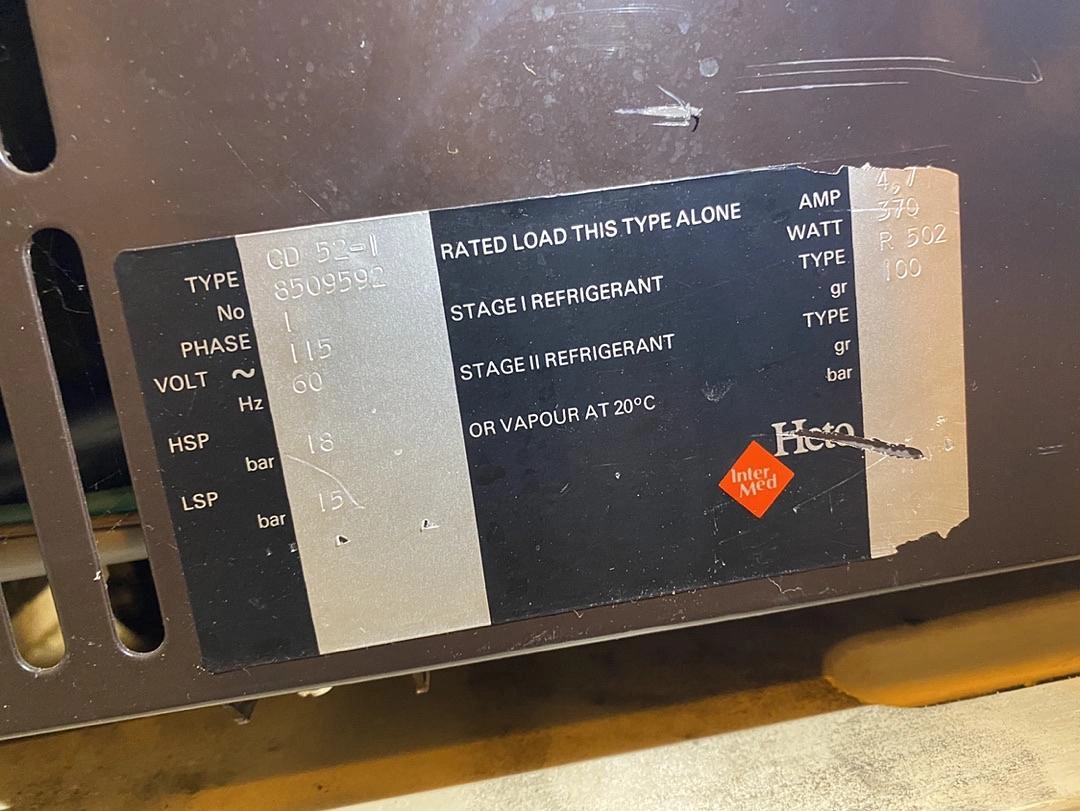 TYPE CD 52-1
No 8509592
PHASE 1
VOLT ~ 115
Hz 60
HSP
bar 18
LSP
bar 15
RATED LOAD THIS TYPE ALONE
AMP 4,7
WATT 370
STAGE I REFRIGERANT
TYPE R 502
gr 100
STAGE II REFRIGERANT
TYPE
gr
OR VAPOUR AT 20°C
bar
Heto
Inter
Med